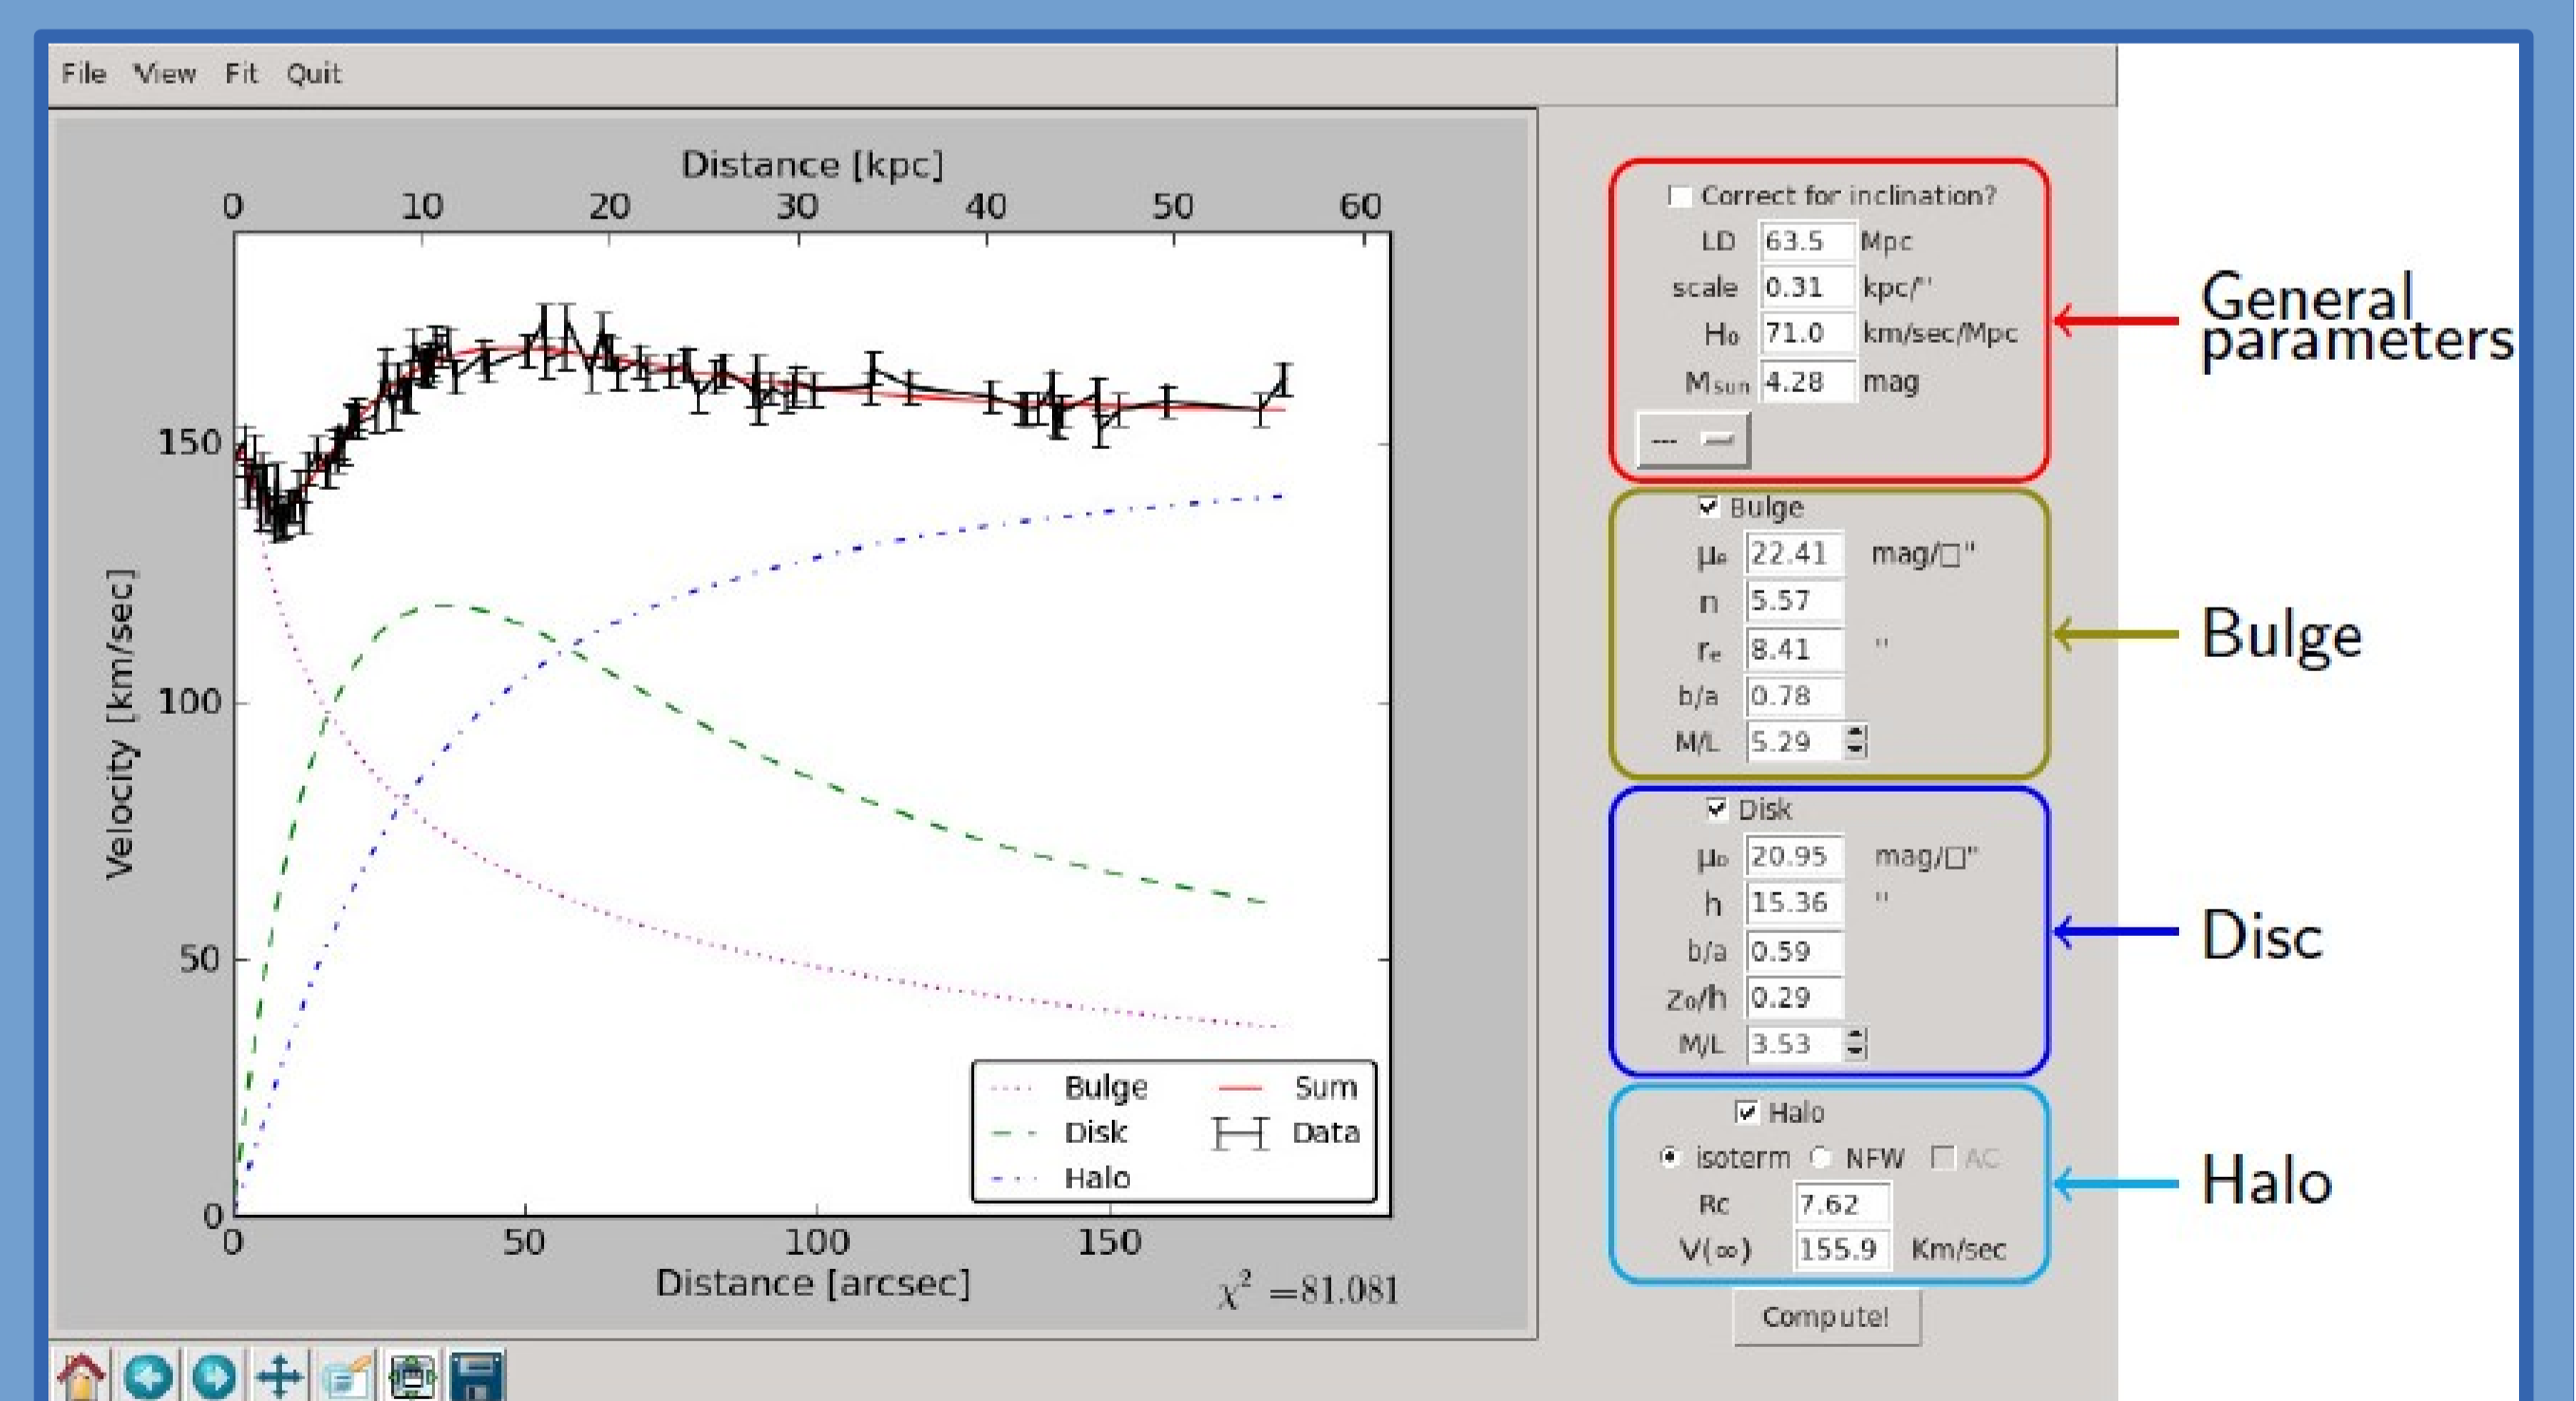 File View Fit Quit
Distance [kpc]
0 10 20 30 40 50 60
150
100
50
0
Velocity [km/sec]
0 50 100 150
Distance [arcsec]
χ² =81.081
Bulge
Disk
Halo
Sum
Data
Correct for inclination?
LD 63.5 Mpc
scale 0.31 kpc/"
H₀ 71.0 km/sec/Mpc
Msun 4.28 mag
---
Bulge
μₑ 22.41 mag/□"
n 5.57
rₑ 8.41 "
b/a 0.78
M/L 5.29
Disk
μ₀ 20.95 mag/□"
h 15.36 "
b/a 0.59
z₀/h 0.29
M/L 3.53
Halo
isoterm NFW AC
Rc 7.62
V(∞) 155.9 Km/sec
Compute!
General
parameters
Bulge
Disc
Halo